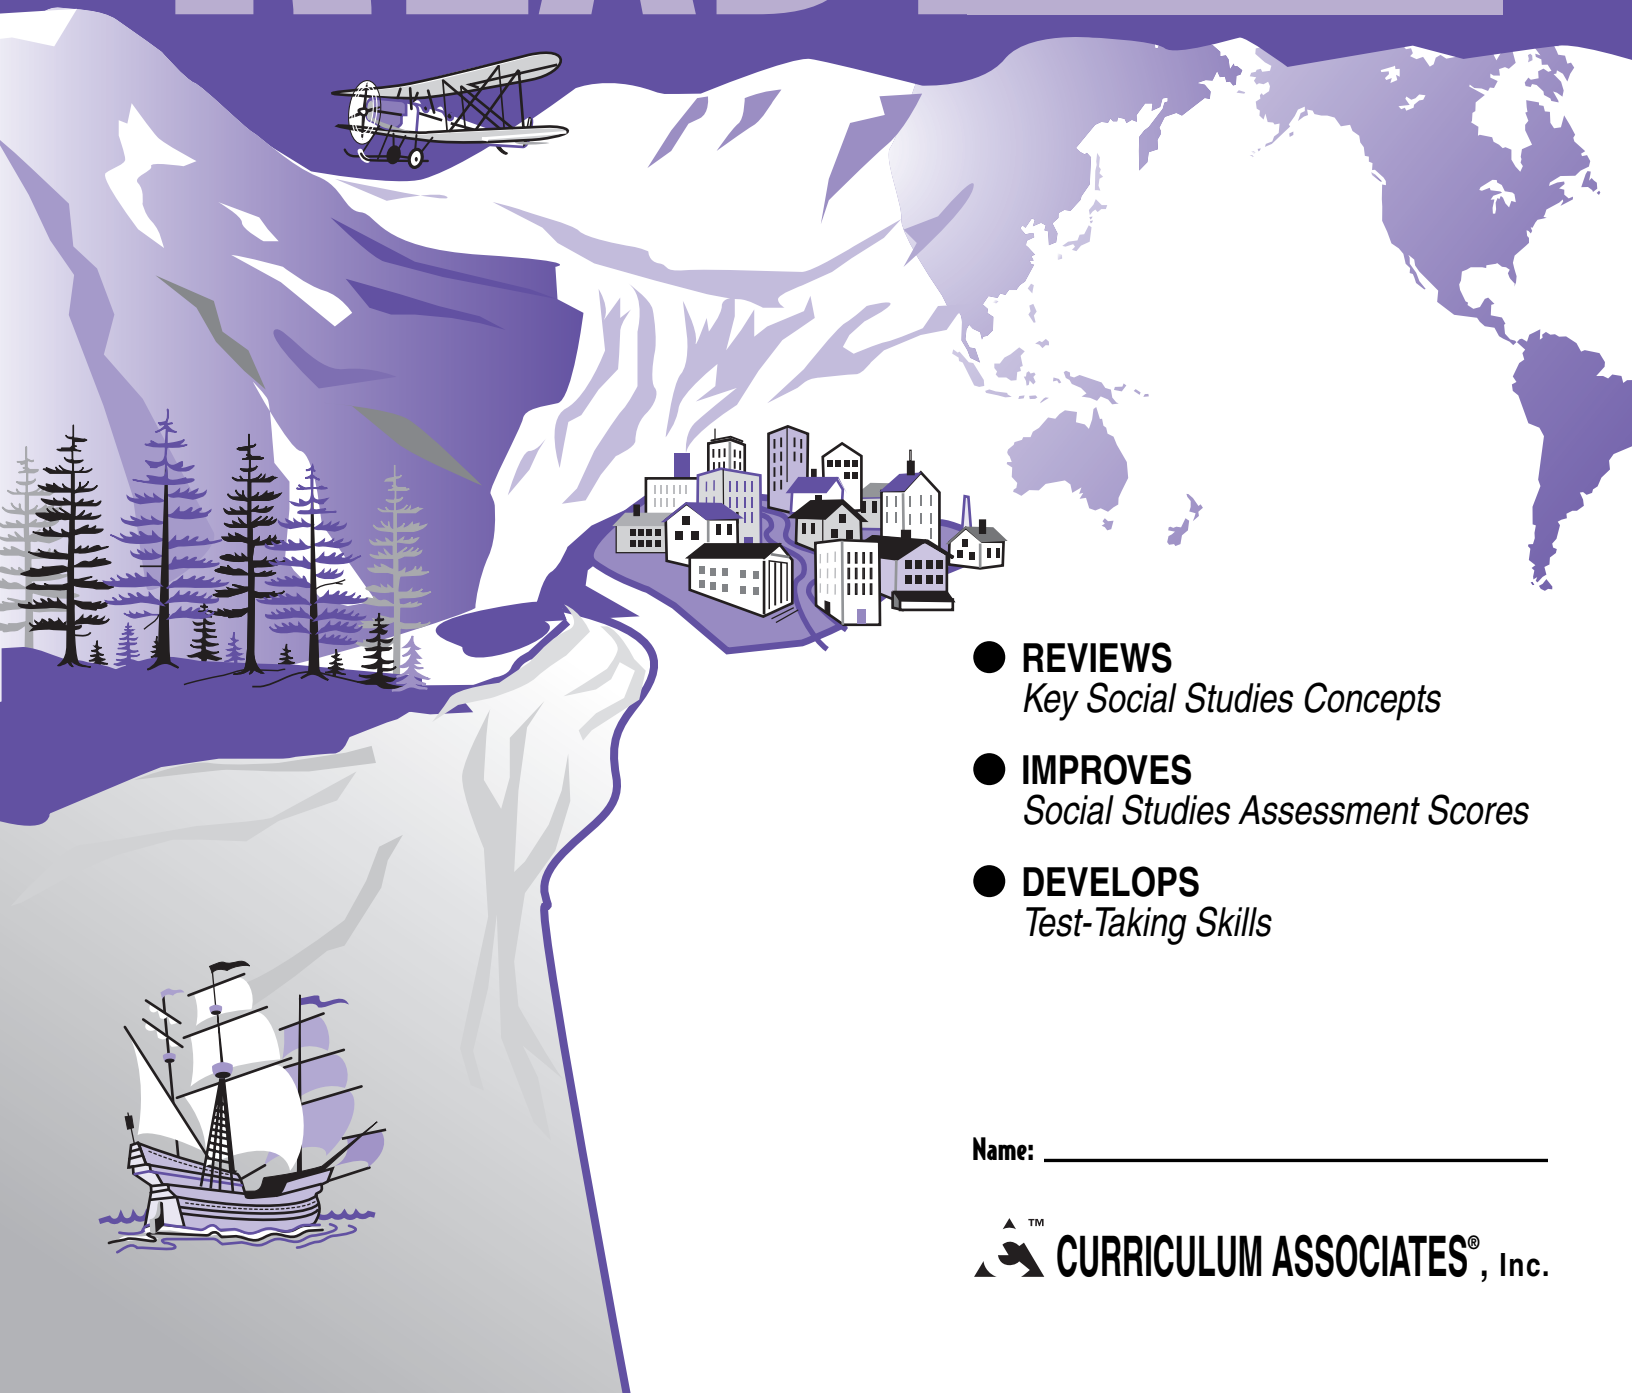 REVIEWS
Key Social Studies Concepts
IMPROVES
Social Studies Assessment Scores
DEVELOPS
Test-Taking Skills
Name:
™ CURRICULUM ASSOCIATES®, Inc.